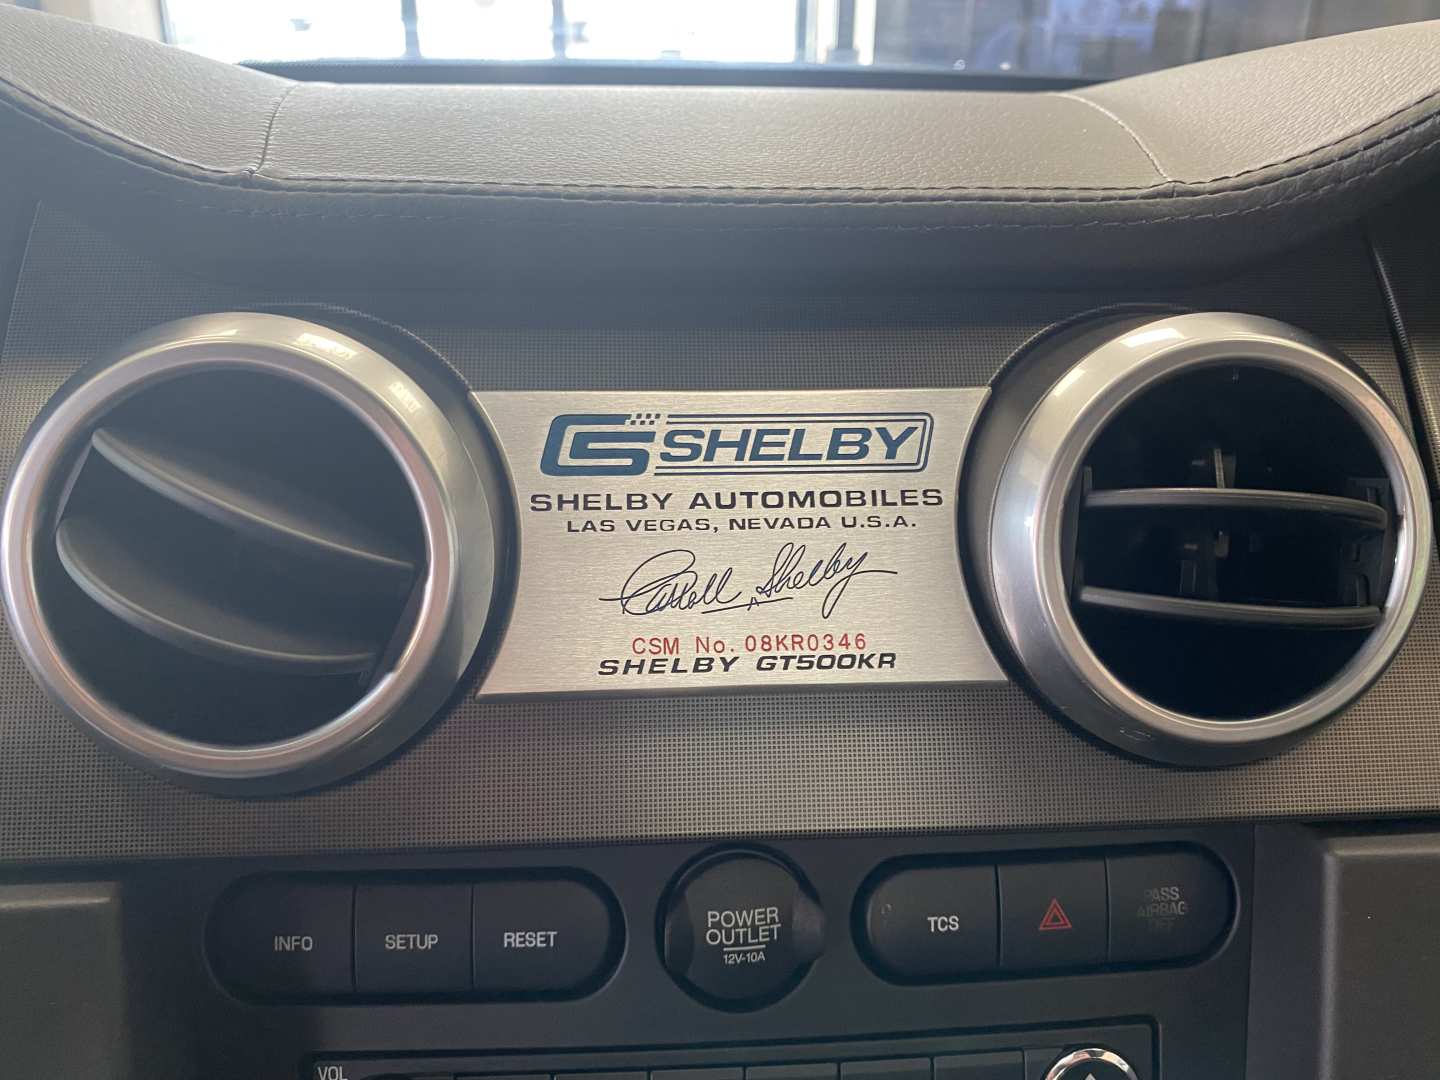 CS SHELBY
SHELBY AUTOMOBILES
LAS VEGAS, NEVADA U.S.A.
Carroll Shelby
CSM No. 08KR0346
SHELBY GT500KR
INFO
SETUP
RESET
POWER
OUTLET
12V-10A
TCS
PASS
AIRBAG
OFF
VOL